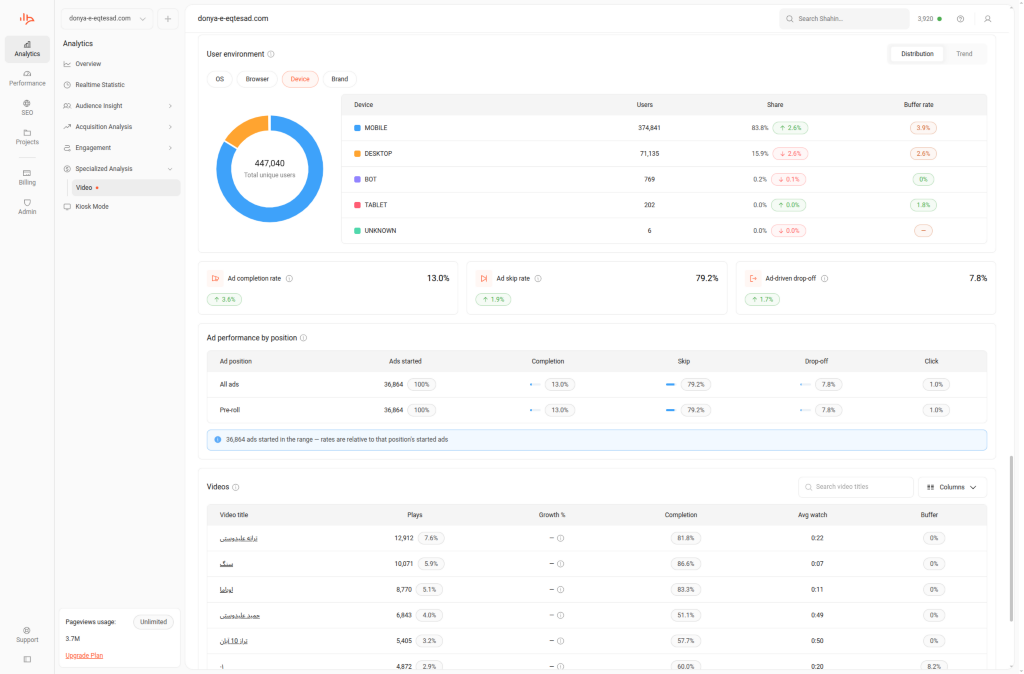 donya-e-eqtesad.com
donya-e-eqtesad.com
Search Shahin...
3,920
Analytics
Performance
SEO
Projects
Billing
Admin
Support
Analytics
Overview
Realtime Statistic
Audience Insight
Acquisition Analysis
Engagement
Specialized Analysis
Video
Kiosk Mode
Pageviews usage: Unlimited
3.7M
Upgrade Plan
User environment
Distribution Trend
OS Browser Device Brand
447,040
Total unique users
Device Users Share Buffer rate
MOBILE 374,841 83.8% ↑ 2.6% 3.9%
DESKTOP 71,135 15.9% ↓ 2.6% 2.6%
BOT 769 0.2% ↓ 0.1% 0%
TABLET 202 0.0% ↑ 0.0% 1.8%
UNKNOWN 6 0.0% ↓ 0.0% —
Ad completion rate 13.0%
↑ 3.6%
Ad skip rate 79.2%
↑ 1.9%
Ad-driven drop-off 7.8%
↑ 1.7%
Ad performance by position
Ad position Ads started Completion Skip Drop-off Click
All ads 36,864 100% 13.0% 79.2% 7.8% 1.0%
Pre-roll 36,864 100% 13.0% 79.2% 7.8% 1.0%
36,864 ads started in the range — rates are relative to that position's started ads
Videos
Search video titles
Columns
Video title Plays Growth % Completion Avg watch Buffer
ترانه علیدوستی 12,912 7.6% — 81.8% 0:22 0%
سنگ 10,071 5.9% — 86.6% 0:07 0%
اوباما 8,770 5.1% — 83.3% 0:11 0%
حمید علیدوستی 6,843 4.0% — 51.1% 0:49 0%
تراز 10 ابان 5,405 3.2% — 57.7% 0:50 0%
4,872 2.9% — 60.0% 0:20 8.2%